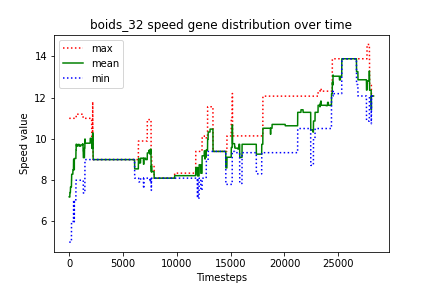 boids_32 speed gene distribution over time
max
mean
min
Speed value
14
12
10
8
6
0
5000
10000
15000
20000
25000
Timesteps